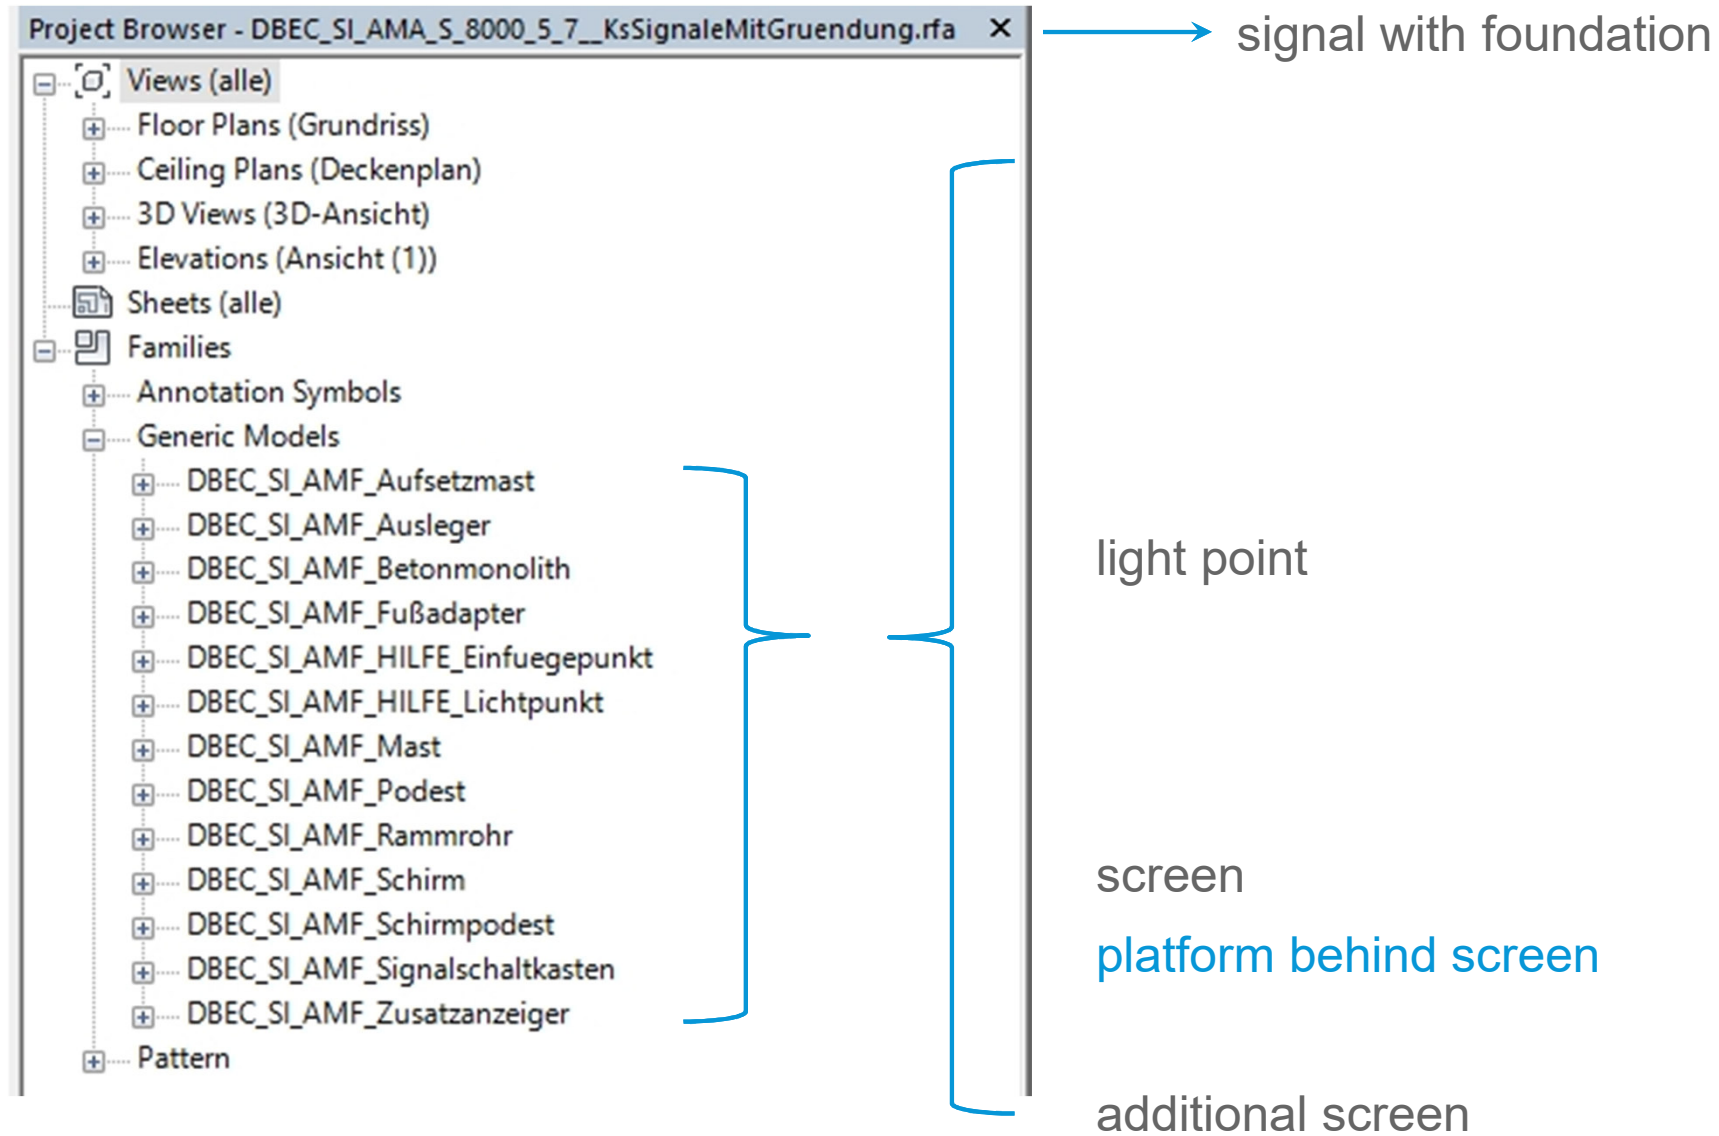 Project Browser - DBEC_SI_AMA_S_8000_5_7__KsSignaleMitGruendung.rfa
signal with foundation
Views (alle)
Floor Plans (Grundriss)
Ceiling Plans (Deckenplan)
3D Views (3D-Ansicht)
Elevations (Ansicht (1))
Sheets (alle)
Families
Annotation Symbols
Generic Models
DBEC_SI_AMF_Aufsetzmast
DBEC_SI_AMF_Ausleger
DBEC_SI_AMF_Betonmonolith
DBEC_SI_AMF_Fußadapter
DBEC_SI_AMF_HILFE_Einfuegepunkt
DBEC_SI_AMF_HILFE_Lichtpunkt
DBEC_SI_AMF_Mast
DBEC_SI_AMF_Podest
DBEC_SI_AMF_Rammrohr
DBEC_SI_AMF_Schirm
DBEC_SI_AMF_Schirmpodest
DBEC_SI_AMF_Signalschaltkasten
DBEC_SI_AMF_Zusatzanzeiger
Pattern
light point
screen
platform behind screen
additional screen